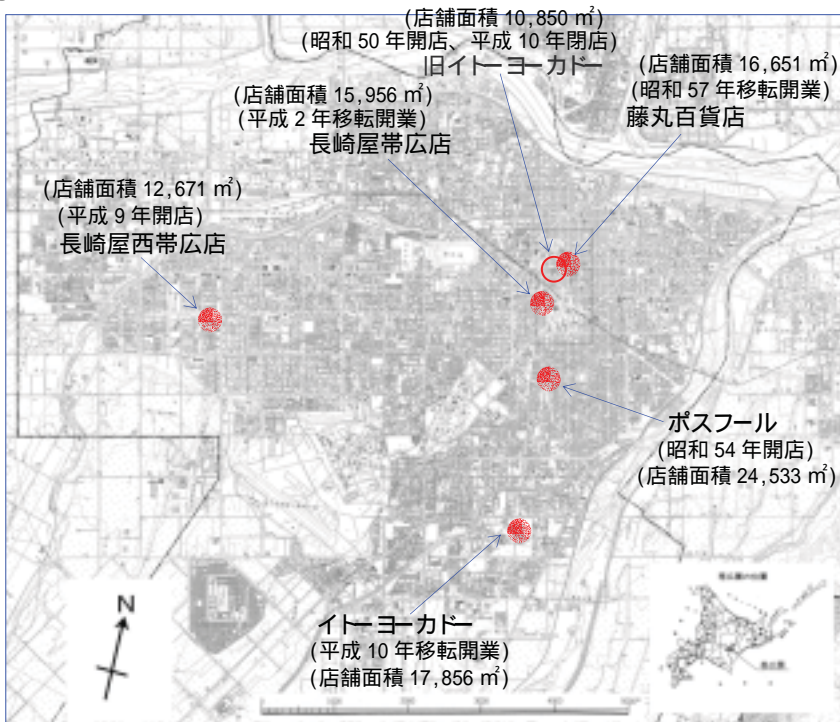 (店舗面積 10,850 ㎡)
(昭和 50 年開店、平成 10 年閉店)
旧イトーヨーカドー
(店舗面積 16,651 ㎡)
(昭和 57 年移転開業)
藤丸百貨店
(店舗面積 15,956 ㎡)
(平成 2 年移転開業)
長崎屋帯広店
(店舗面積 12,671 ㎡)
(平成 9 年開店)
長崎屋西帯広店
ポスフール
(昭和 54 年開店)
(店舗面積 24,533 ㎡)
イトーヨーカドー
(平成 10 年移転開業)
(店舗面積 17,856 ㎡)
N